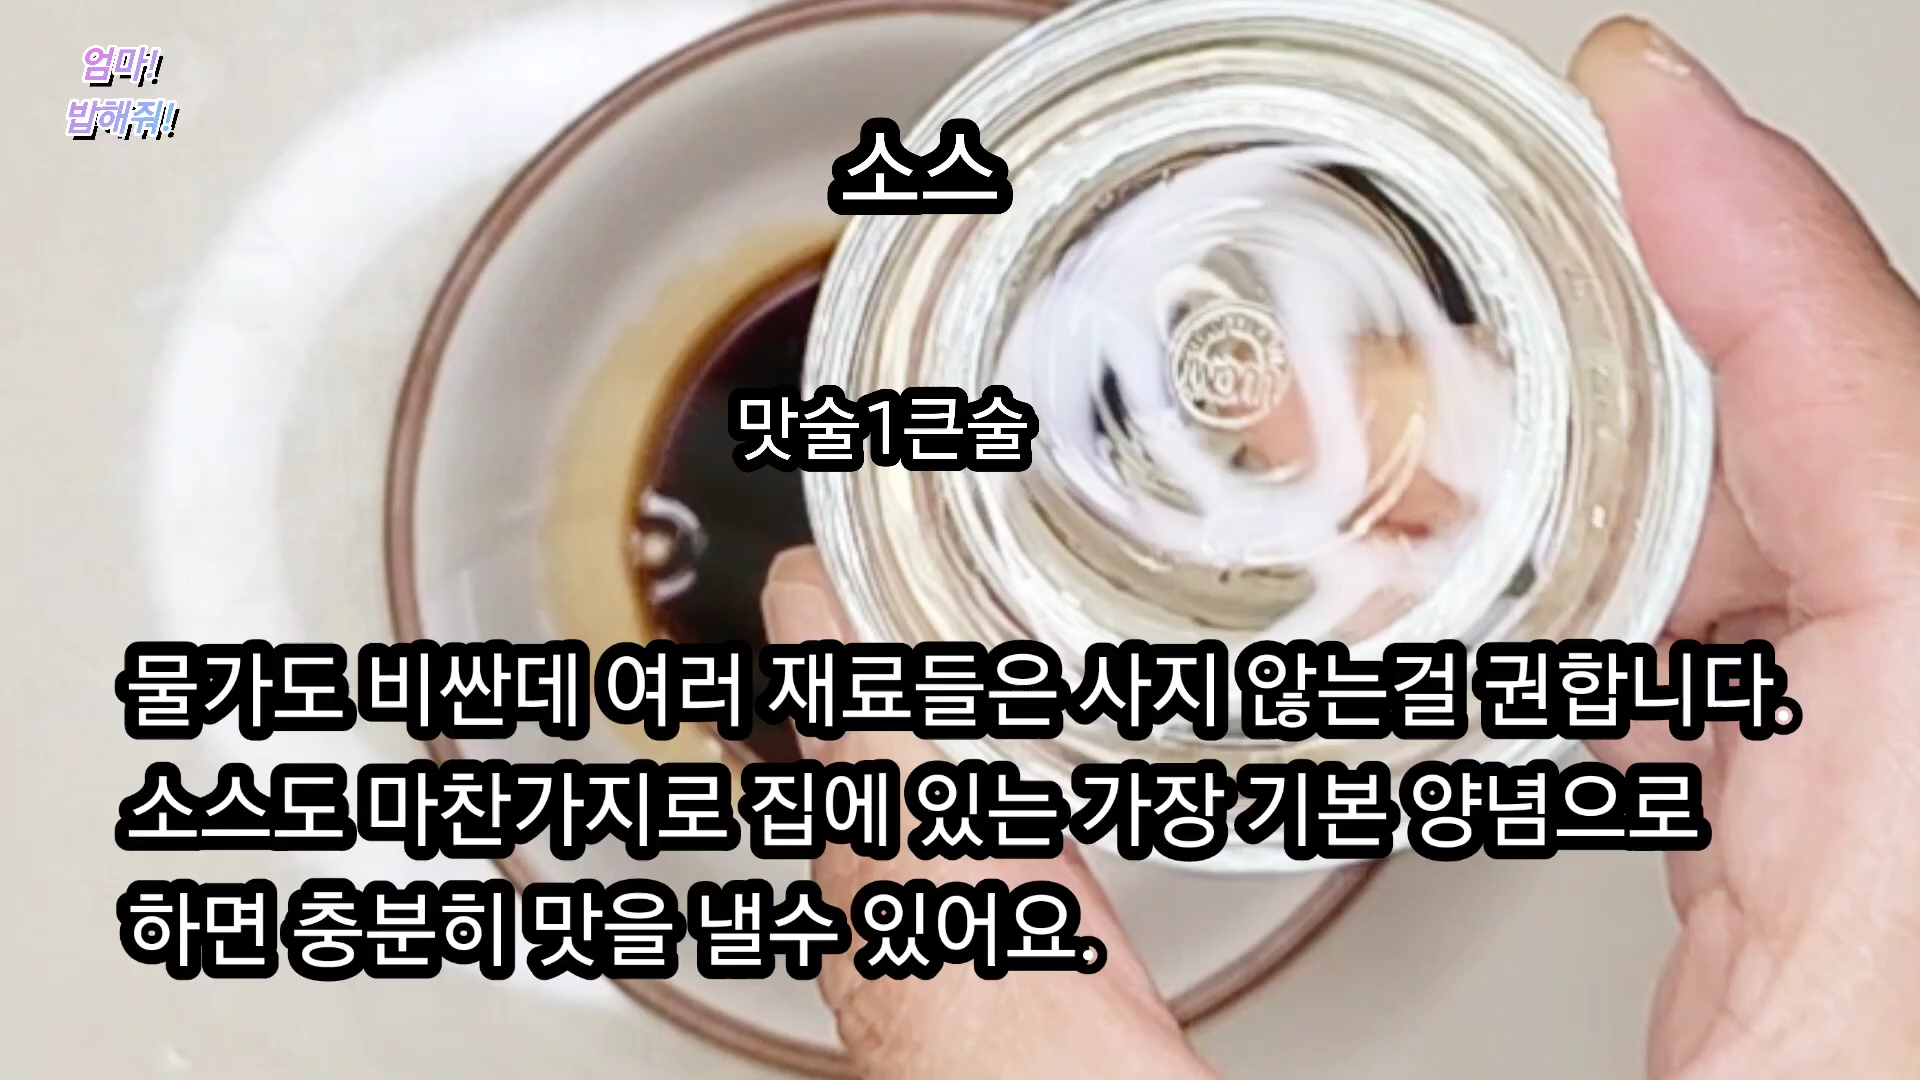 엄마!
밥해줘!
소스
맛술1큰술
물가도 비싼데 여러 재료들은 사지 않는걸 권합니다.
소스도 마찬가지로 집에 있는 가장 기본 양념으로
하면 충분히 맛을 낼수 있어요.